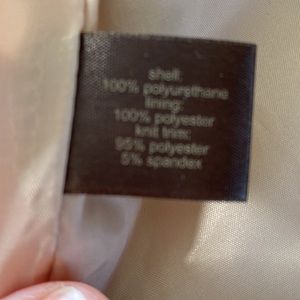 shell:
100% polyurethane
lining:
100% polyester
knit trim:
95% polyester
5% spandex